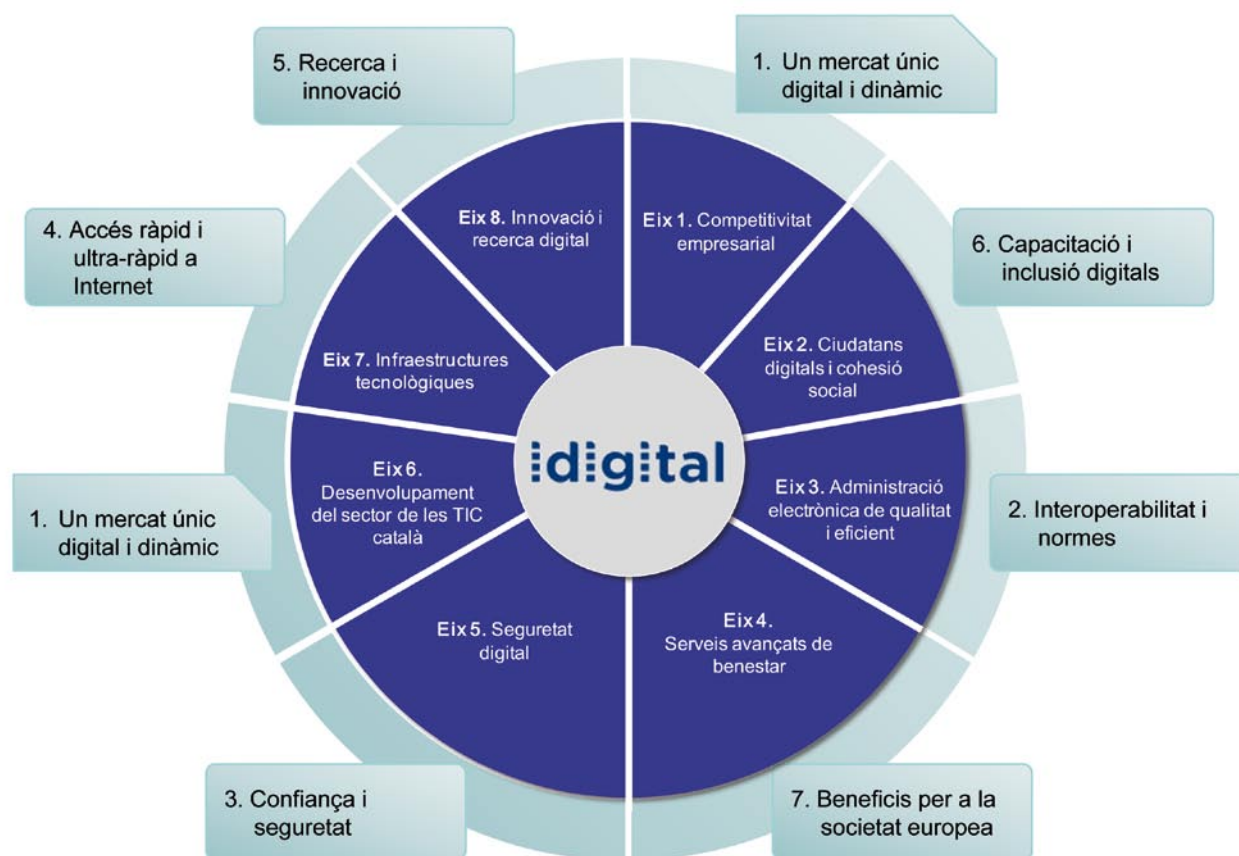 5. Recerca i
innovació
1. Un mercat únic
digital i dinàmic
4. Accés ràpid i
ultra-ràpid a
Internet
6. Capacitació i
inclusió digitals
1. Un mercat únic
digital i dinàmic
2. Interoperabilitat i
normes
3. Confiança i
seguretat
7. Beneficis per a la
societat europea
Eix 8. Innovació i
recerca digital
Eix 1. Competitivitat
empresarial
Eix 7. Infraestructures
tecnològiques
Eix 2. Ciudatans
digitals i cohesió
social
Eix 6.
Desenvolupament
del sector de les TIC
català
idigital
Eix 3. Administració
electrònica de qualitat
i eficient
Eix 5. Seguretat
digital
Eix 4.
Serveis avançats de
benestar